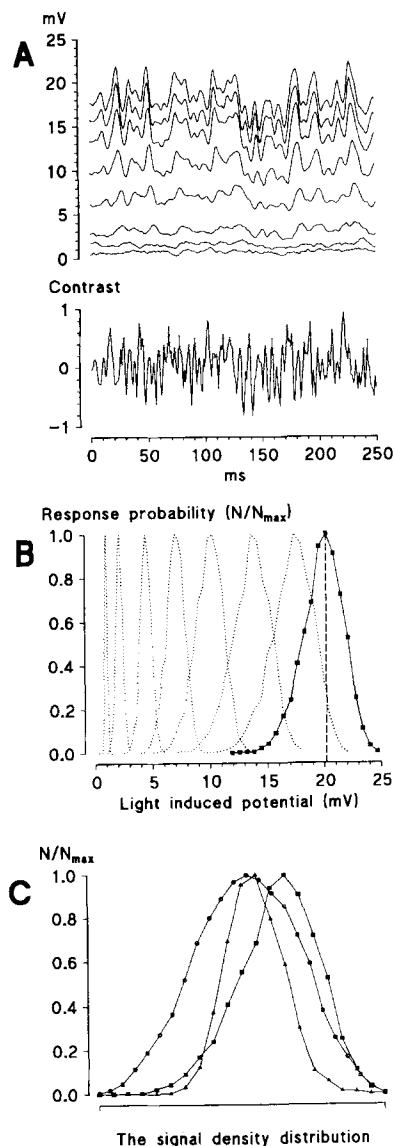 mV
A
25
20
15
10
5
0
Contrast
1
0
−1
0 50 100 150 200 250
ms
Response probability (N/Nmax)
B
1.0
0.8
0.6
0.4
0.2
0.0
0 5 10 15 20 25
Light induced potential (mV)
N/Nmax
C
1.0
0.8
0.6
0.4
0.2
0.0
The signal density distribution